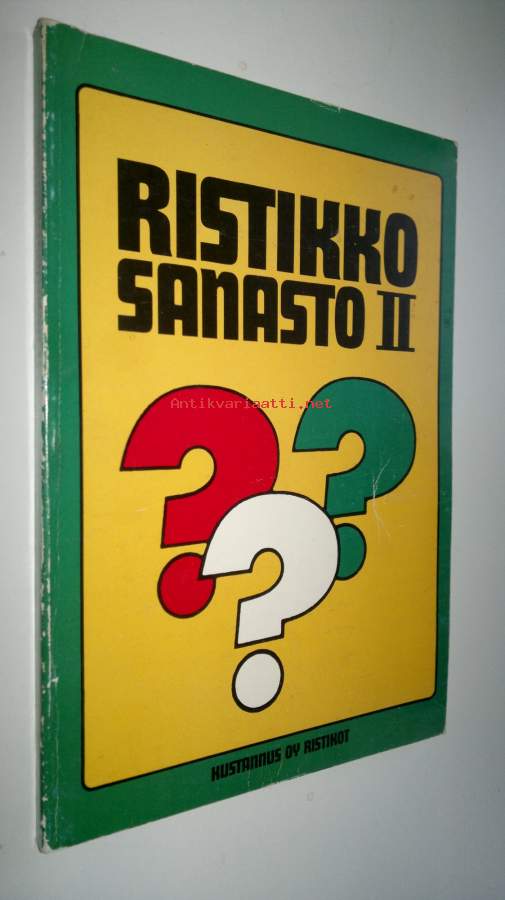 RISTIKKO
SANASTO II
Antikvariaatti.net
KUSTANNUS OY RISTIKOT